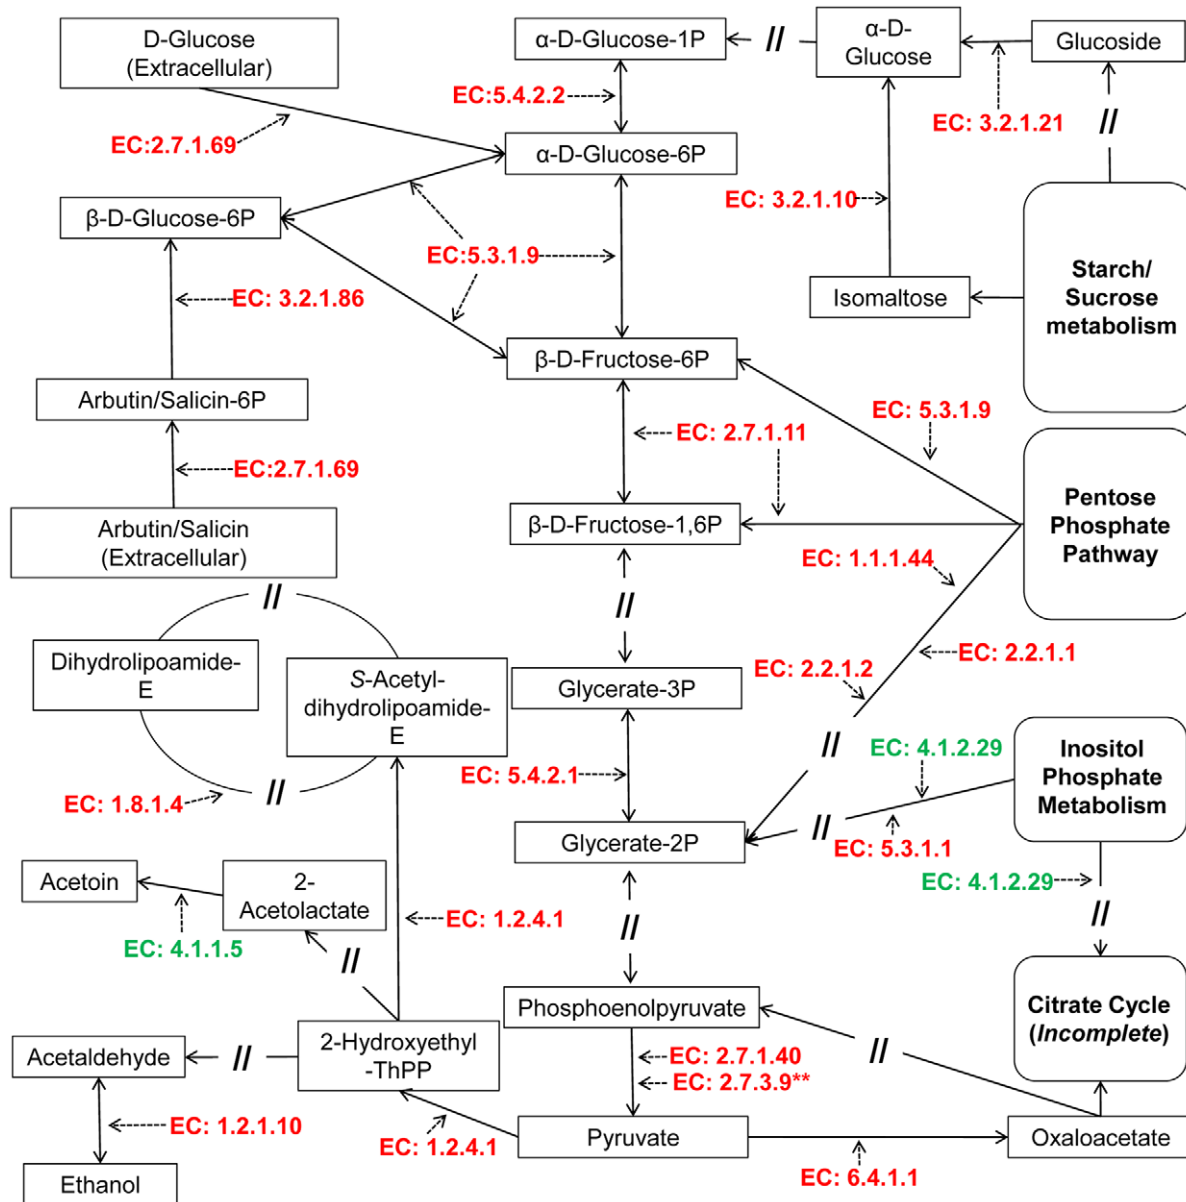 D-Glucose
(Extracellular)
α-D-Glucose-1P
//
α-D-
Glucose
Glucoside
EC:5.4.2.2
EC: 3.2.1.21
//
EC:2.7.1.69
α-D-Glucose-6P
EC: 3.2.1.10
β-D-Glucose-6P
EC:5.3.1.9
Starch/
Sucrose
metabolism
EC: 3.2.1.86
Isomaltose
β-D-Fructose-6P
Arbutin/Salicin-6P
EC: 5.3.1.9
EC: 2.7.1.11
EC:2.7.1.69
Pentose
Phosphate
Pathway
Arbutin/Salicin
(Extracellular)
β-D-Fructose-1,6P
EC: 1.1.1.44
//
//
Dihydrolipoamide-
E
S-Acetyl-
dihydrolipoamide-
E
Glycerate-3P
EC: 2.2.1.2
EC: 2.2.1.1
//
EC: 4.1.2.29
Inositol
Phosphate
Metabolism
EC: 5.4.2.1
EC: 1.8.1.4
//
//
Glycerate-2P
EC: 5.3.1.1
EC: 4.1.2.29
Acetoin
2-
Acetolactate
EC: 1.2.4.1
//
//
EC: 4.1.1.5
//
Phosphoenolpyruvate
Citrate Cycle
(Incomplete)
Acetaldehyde
//
2-Hydroxyethyl
-ThPP
EC: 2.7.1.40
EC: 2.7.3.9**
//
EC: 1.2.1.10
EC: 1.2.4.1
Pyruvate
Oxaloacetate
EC: 6.4.1.1
Ethanol